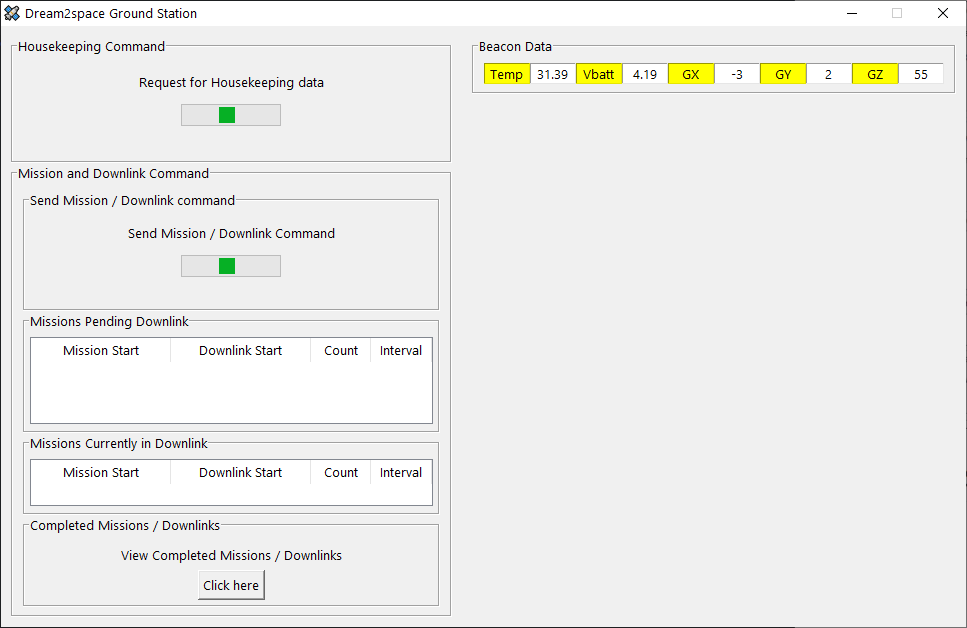 Dream2space Ground Station
Housekeeping Command
Request for Housekeeping data
Mission and Downlink Command
Send Mission / Downlink command
Send Mission / Downlink Command
Missions Pending Downlink
Mission Start Downlink Start Count Interval
Missions Currently in Downlink
Mission Start Downlink Start Count Interval
Completed Missions / Downlinks
View Completed Missions / Downlinks
Click here
Beacon Data
Temp 31.39 Vbatt 4.19 GX -3 GY 2 GZ 55